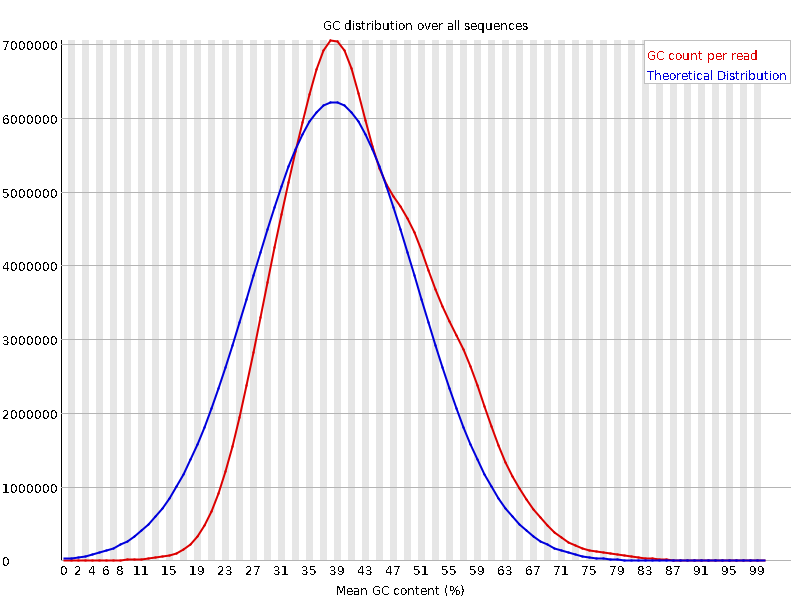 GC distribution over all sequences
GC count per read
Theoretical Distribution
7000000
6000000
5000000
4000000
3000000
2000000
1000000
0
0 2 4 6 8 11 15 19 23 27 31 35 39 43 47 51 55 59 63 67 71 75 79 83 87 91 95 99
Mean GC content (%)